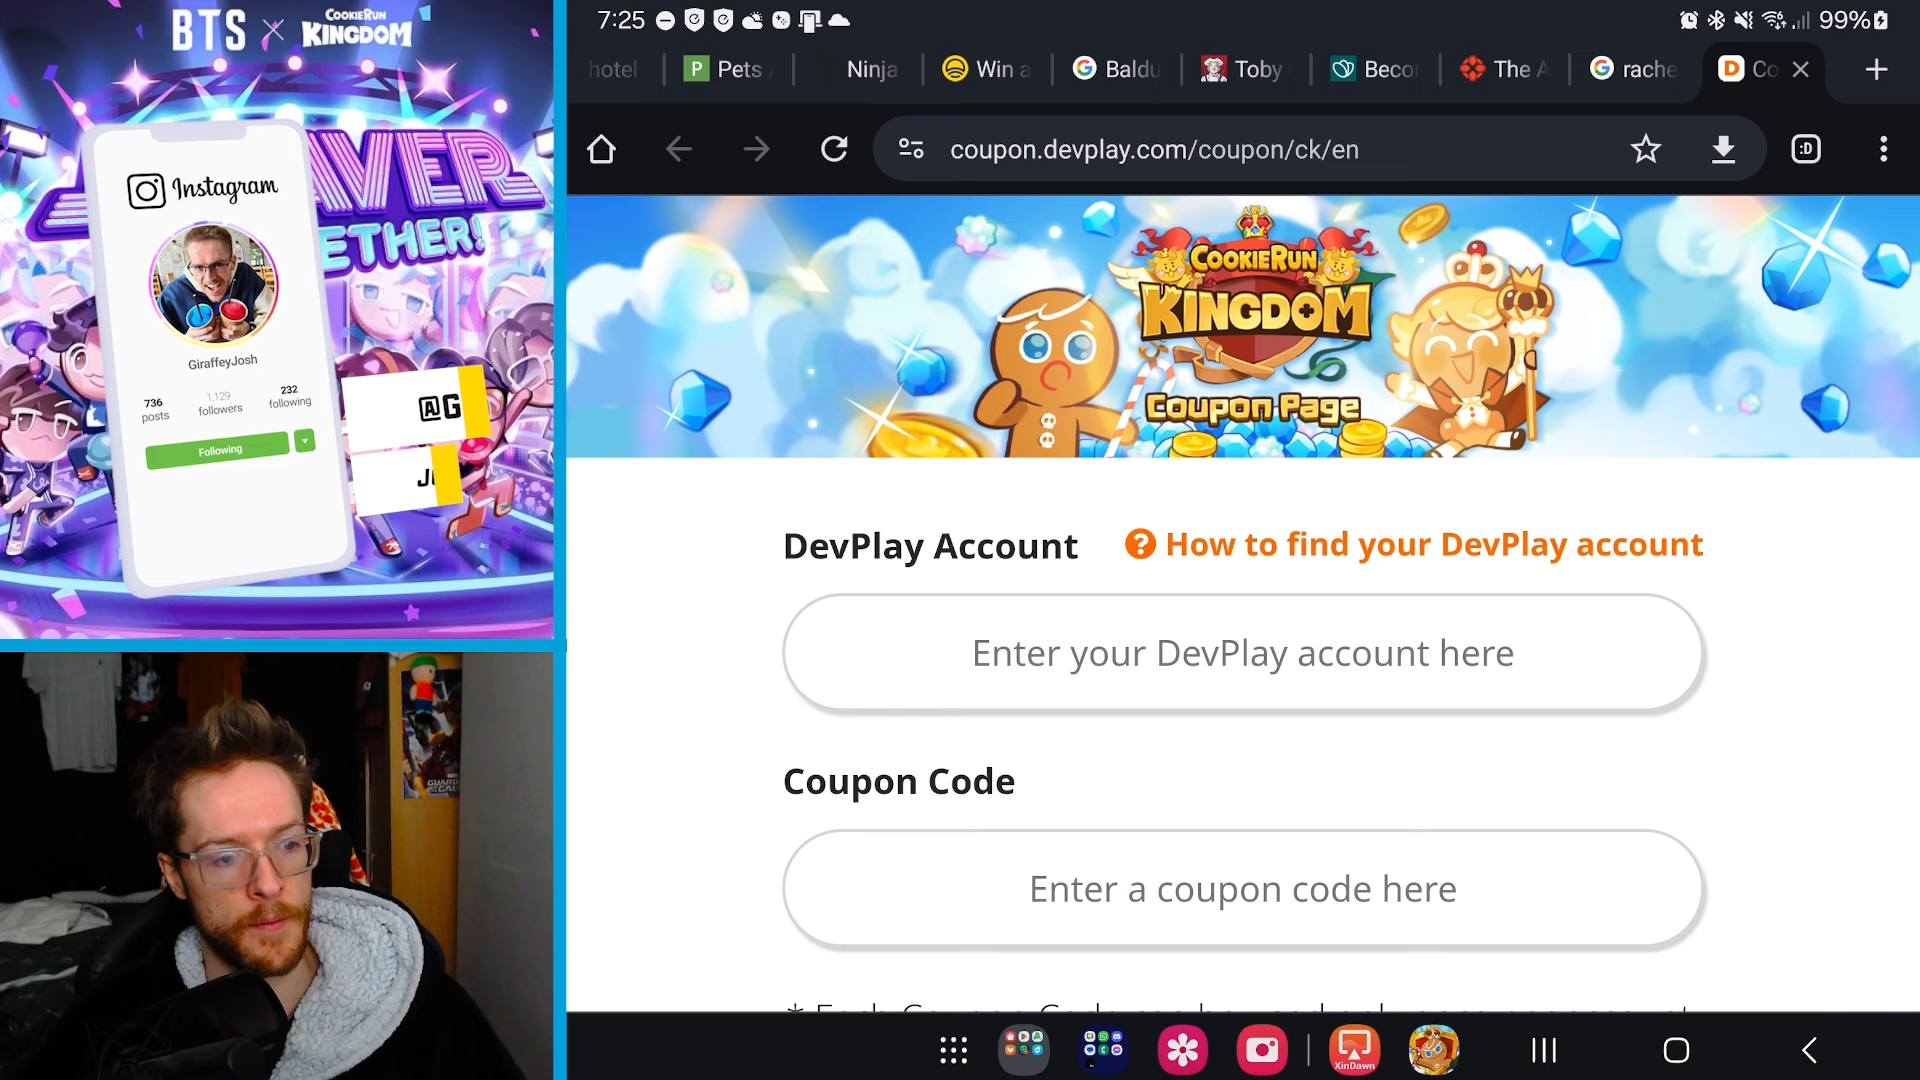 BTS × COOKIERUN KINGDOM
Instagram
GiraffeyJosh
736 posts
1,129 followers
232 following
Following
@G
7:25
99%
hotel
Pets
Ninja
Win a
Baldu
Toby
Becor
The A
rache
Co
coupon.devplay.com/coupon/ck/en
COOKIERUN
KINGDOM
Coupon Page
DevPlay Account
How to find your DevPlay account
Enter your DevPlay account here
Coupon Code
Enter a coupon code here
XinDawn